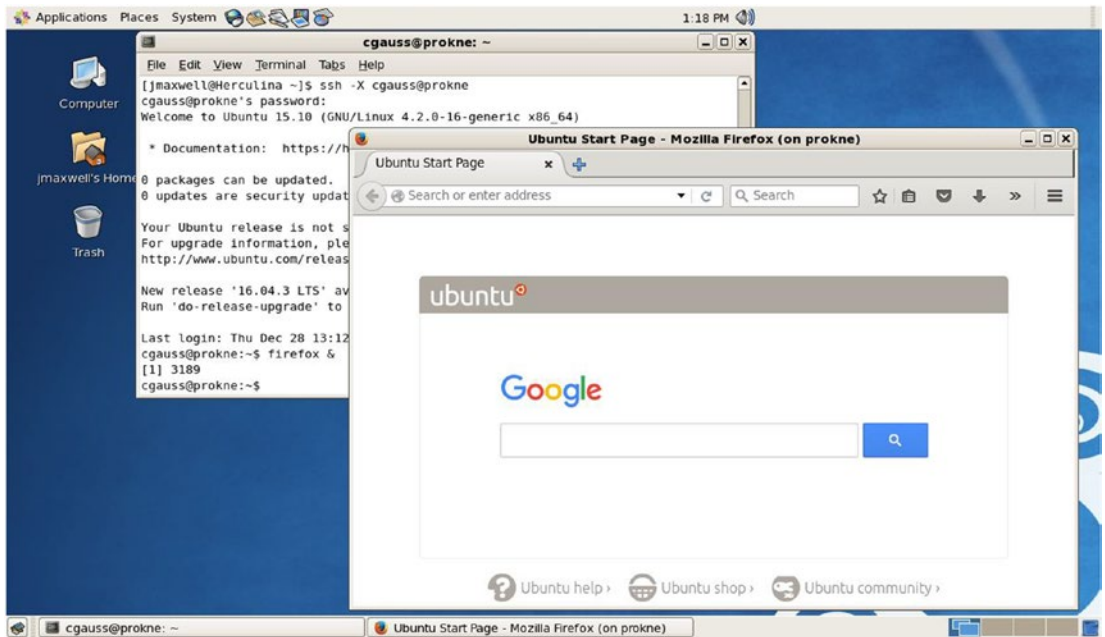 Applications Places System
1:18 PM
Computer
jmaxwell's Home
Trash
cgauss@prokne: ~
File Edit View Terminal Tabs Help
[jmaxwell@Herculina ~]$ ssh -X cgauss@prokne
cgauss@prokne's password:
Welcome to Ubuntu 15.10 (GNU/Linux 4.2.0-16-generic x86_64)
* Documentation: https://h
0 packages can be updated.
0 updates are security updat
Your Ubuntu release is not s
For upgrade information, ple
http://www.ubuntu.com/releas
New release '16.04.3 LTS' av
Run 'do-release-upgrade' to
Last login: Thu Dec 28 13:12
cgauss@prokne:~$ firefox &
[1] 3189
cgauss@prokne:~$
Ubuntu Start Page - Mozilla Firefox (on prokne)
Ubuntu Start Page
Search or enter address
Search
ubuntu
Google
Ubuntu help ›
Ubuntu shop ›
Ubuntu community ›
cgauss@prokne: ~
Ubuntu Start Page - Mozilla Firefox (on prokne)